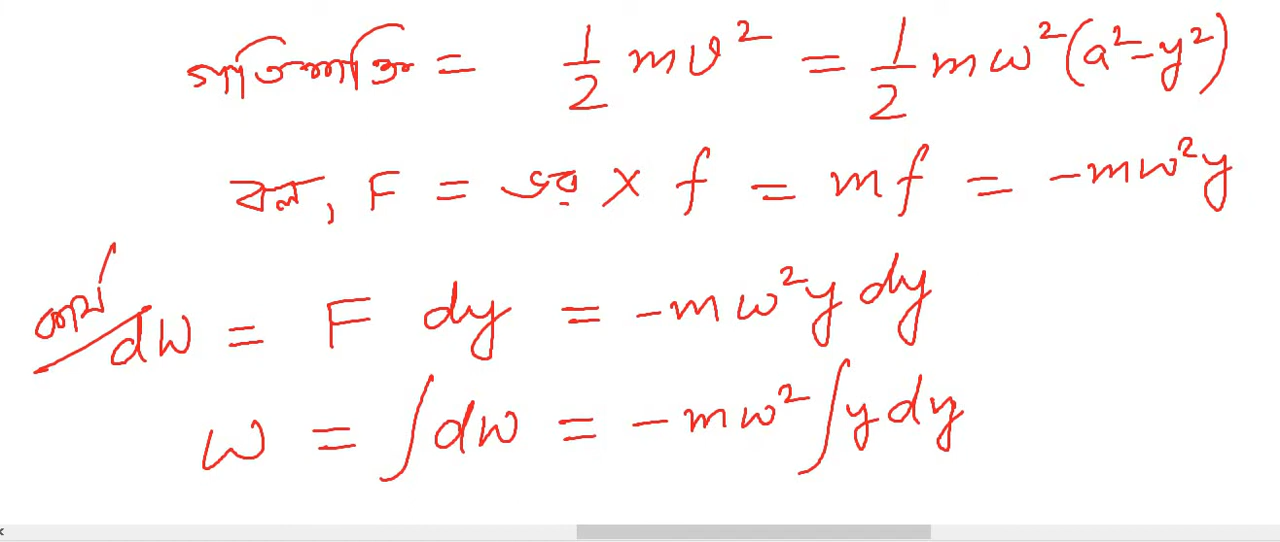 গতিশক্তি = 1/2 mv² = 1/2 mω²(a²-y²)
বল, F = ভর × f = mf = -mω²y
কার্য dW = F dy = -mω²y dy
W = ∫dW = -mω²∫y dy